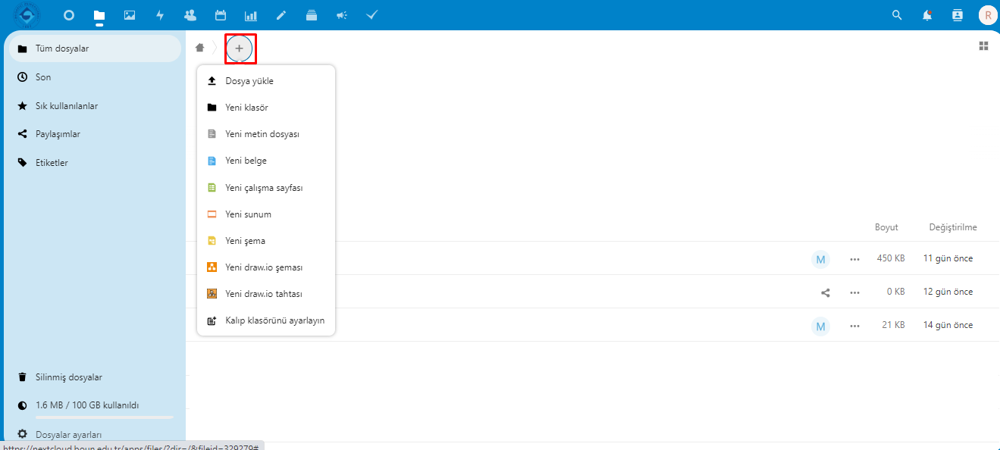 R
Tüm dosyalar
Son
Sık kullanılanlar
Paylaşımlar
Etiketler
Silinmiş dosyalar
1.6 MB / 100 GB kullanıldı
Dosyalar ayarları
Dosya yükle
Yeni klasör
Yeni metin dosyası
Yeni belge
Yeni çalışma sayfası
Yeni sunum
Yeni şema
Yeni draw.io şeması
Yeni draw.io tahtası
Kalıp klasörünü ayarlayın
Boyut Değiştirilme
M 450 KB 11 gün önce
0 KB 12 gün önce
M 21 KB 14 gün önce
https://nextcloud.boun.edu.tr/apps/files/?dir=/&fileid=329279#